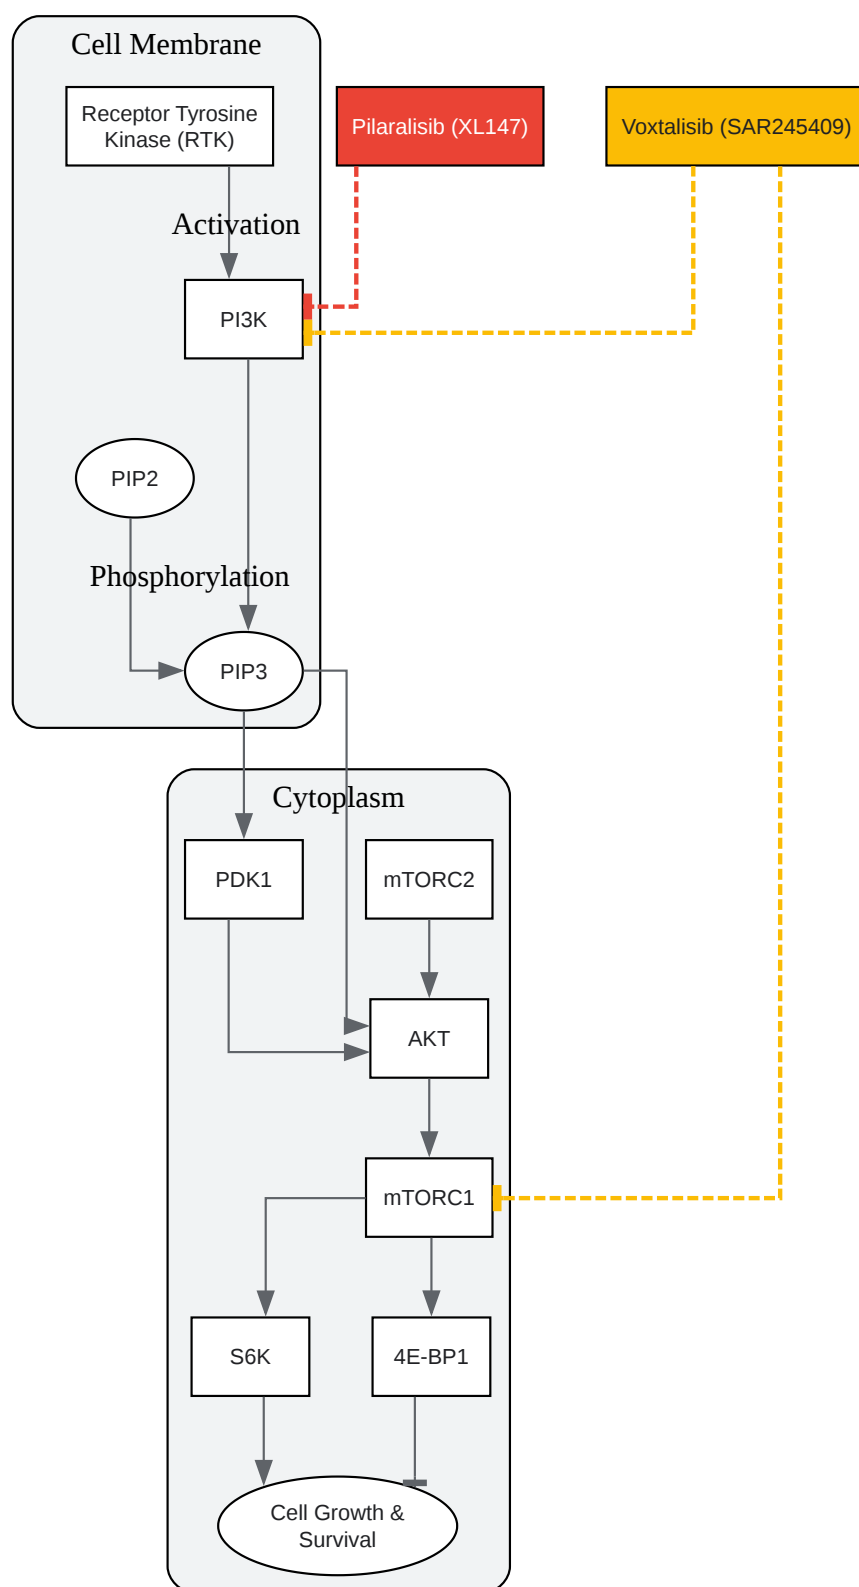 Cell Membrane
Receptor Tyrosine
Kinase (RTK)
Pilaralisib (XL147)
Voxtalisib (SAR245409)
Activation
PI3K
PIP2
Phosphorylation
PIP3
Cytoplasm
PDK1
mTORC2
AKT
mTORC1
S6K
4E-BP1
Cell Growth &
Survival